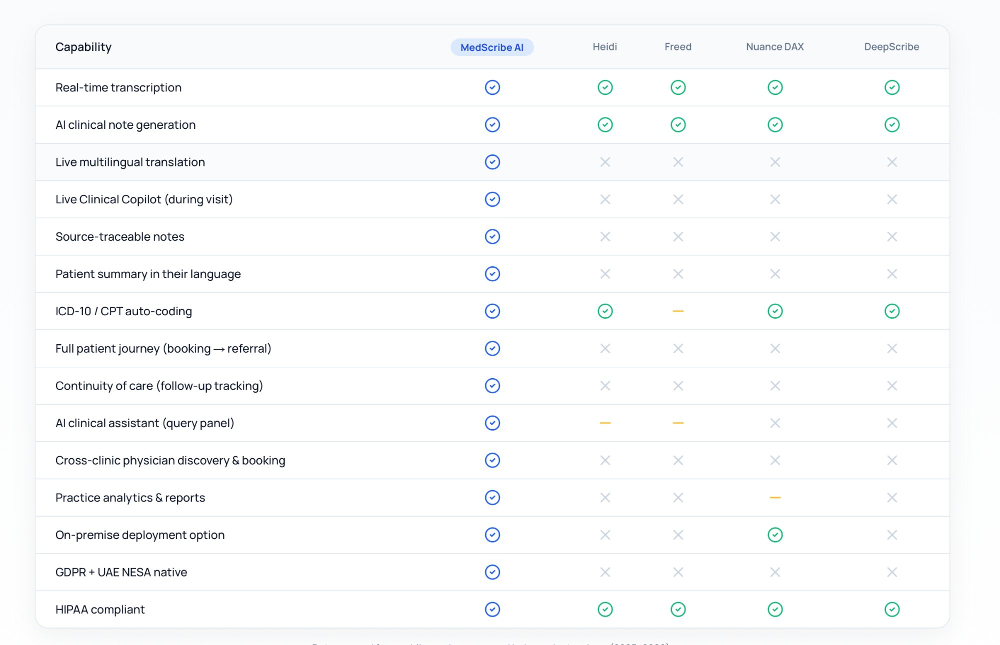 Capability MedScribe AI Heidi Freed Nuance DAX DeepScribe
Real-time transcription
AI clinical note generation
Live multilingual translation
Live Clinical Copilot (during visit)
Source-traceable notes
Patient summary in their language
ICD-10 / CPT auto-coding
Full patient journey (booking → referral)
Continuity of care (follow-up tracking)
AI clinical assistant (query panel)
Cross-clinic physician discovery & booking
Practice analytics & reports
On-premise deployment option
GDPR + UAE NESA native
HIPAA compliant